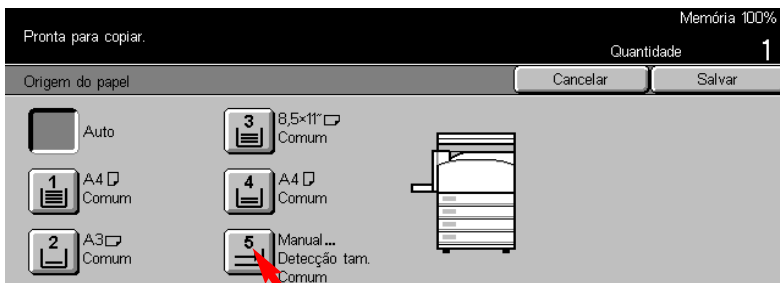 Memória 100%
Pronta para copiar.
Quantidade 1
Origem do papel
Cancelar
Salvar
Auto
1
A4
Comum
2
A3
Comum
3
8,5×11"
Comum
4
A4
Comum
5
Manual...
Detecção tam.
Comum